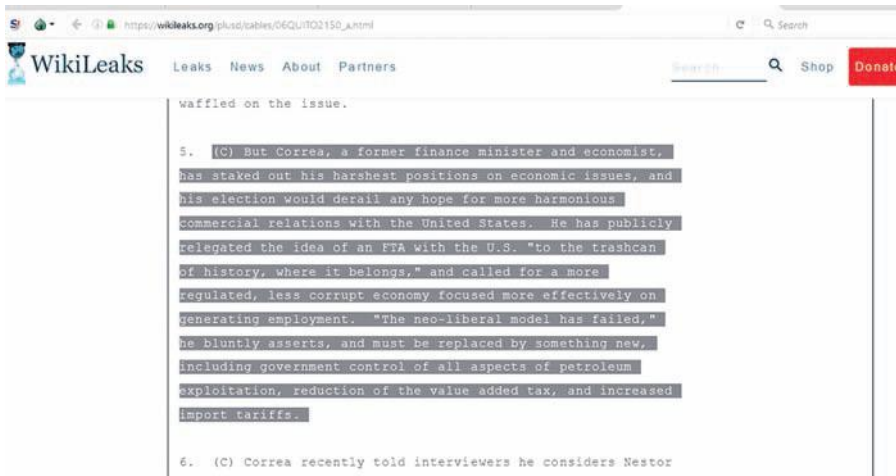 https://wikileaks.org/plusd/cables/06QUITO2150_a.html
Search
WikiLeaks
Leaks News About Partners
Search
Shop
Donate
waffled on the issue.
5. (C) But Correa, a former finance minister and economist,
has staked out his harshest positions on economic issues, and
his election would derail any hope for more harmonious
commercial relations with the United States. He has publicly
relegated the idea of an FTA with the U.S. "to the trashcan
of history, where it belongs," and called for a more
regulated, less corrupt economy focused more effectively on
generating employment. "The neo-liberal model has failed,"
he bluntly asserts, and must be replaced by something new,
including government control of all aspects of petroleum
exploitation, reduction of the value added tax, and increased
import tariffs.
6. (C) Correa recently told interviewers he considers Nestor